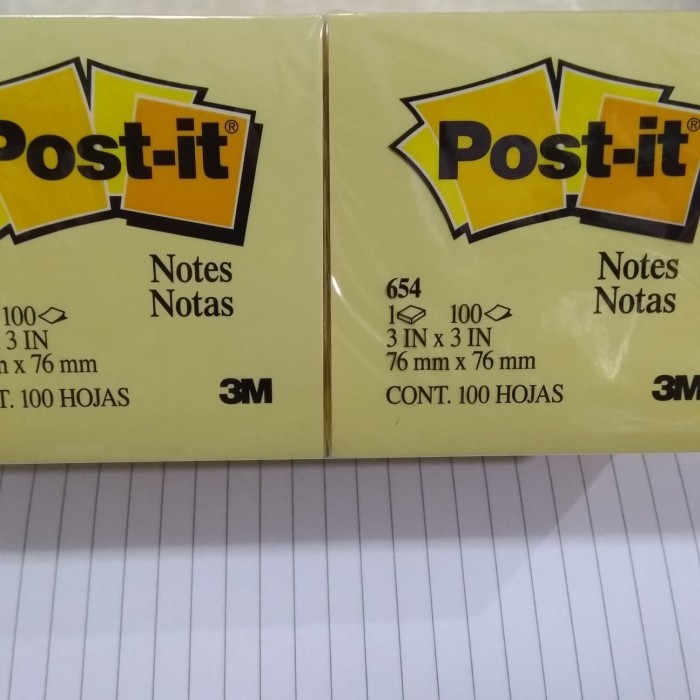 Post-it®
Notes
Notas
100
3 IN
76 mm
100 HOJAS
3M
Post-it®
Notes
Notas
654
1 100
3 IN x 3 IN
76 mm x 76 mm
CONT. 100 HOJAS
3M